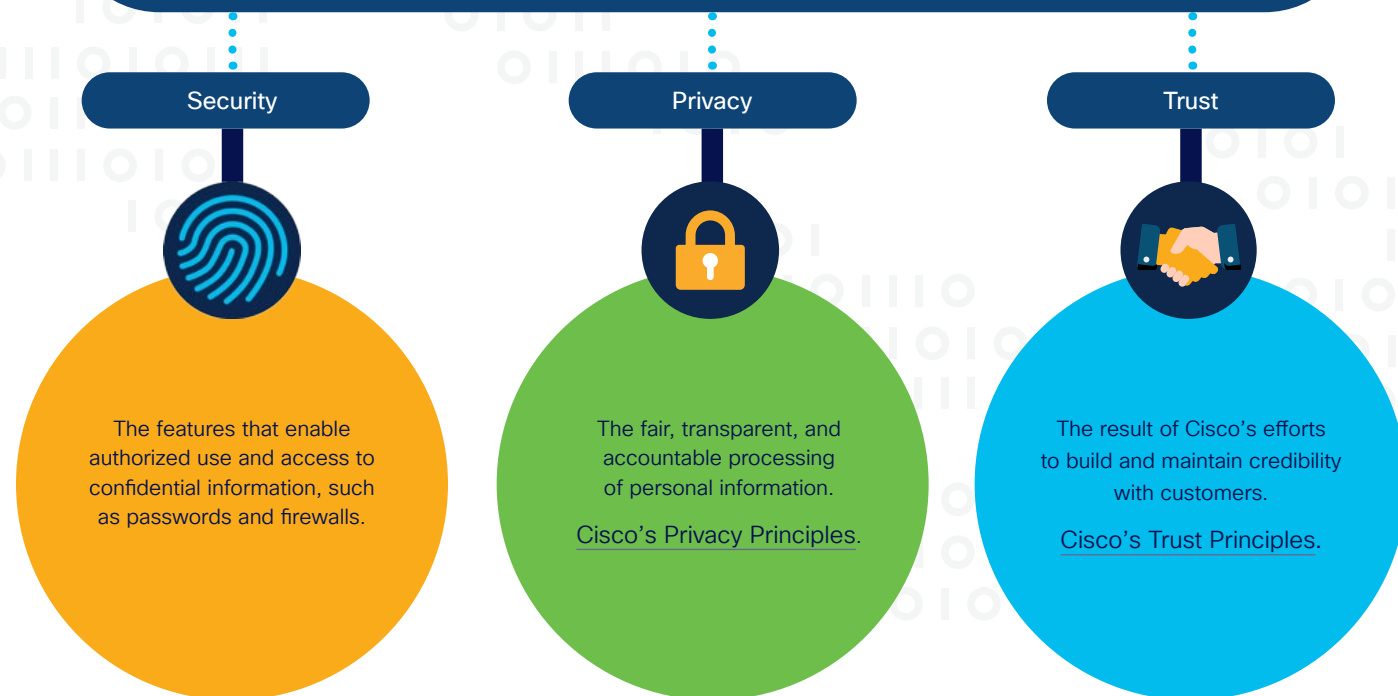 Security
The features that enable
authorized use and access to
confidential information, such
as passwords and firewalls.
Privacy
The fair, transparent, and
accountable processing
of personal information.
Cisco's Privacy Principles.
Trust
The result of Cisco's efforts
to build and maintain credibility
with customers.
Cisco's Trust Principles.